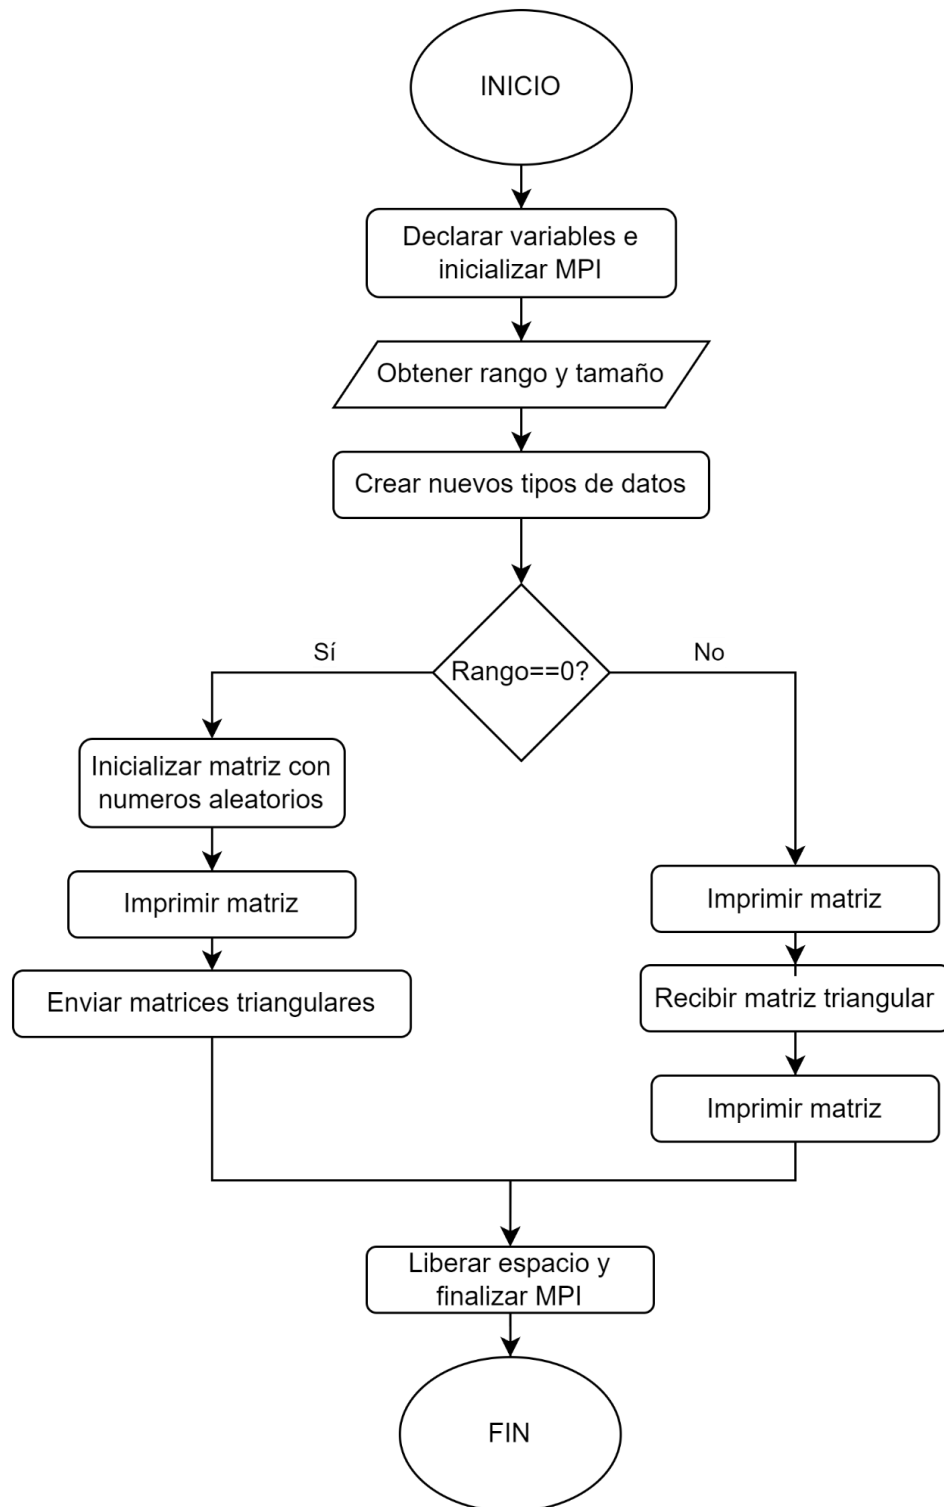 INICIO
Declarar variables e
inicializar MPI
Obtener rango y tamaño
Crear nuevos tipos de datos
Rango==0?
Sí
No
Inicializar matriz con
numeros aleatorios
Imprimir matriz
Enviar matrices triangulares
Imprimir matriz
Recibir matriz triangular
Imprimir matriz
Liberar espacio y
finalizar MPI
FIN